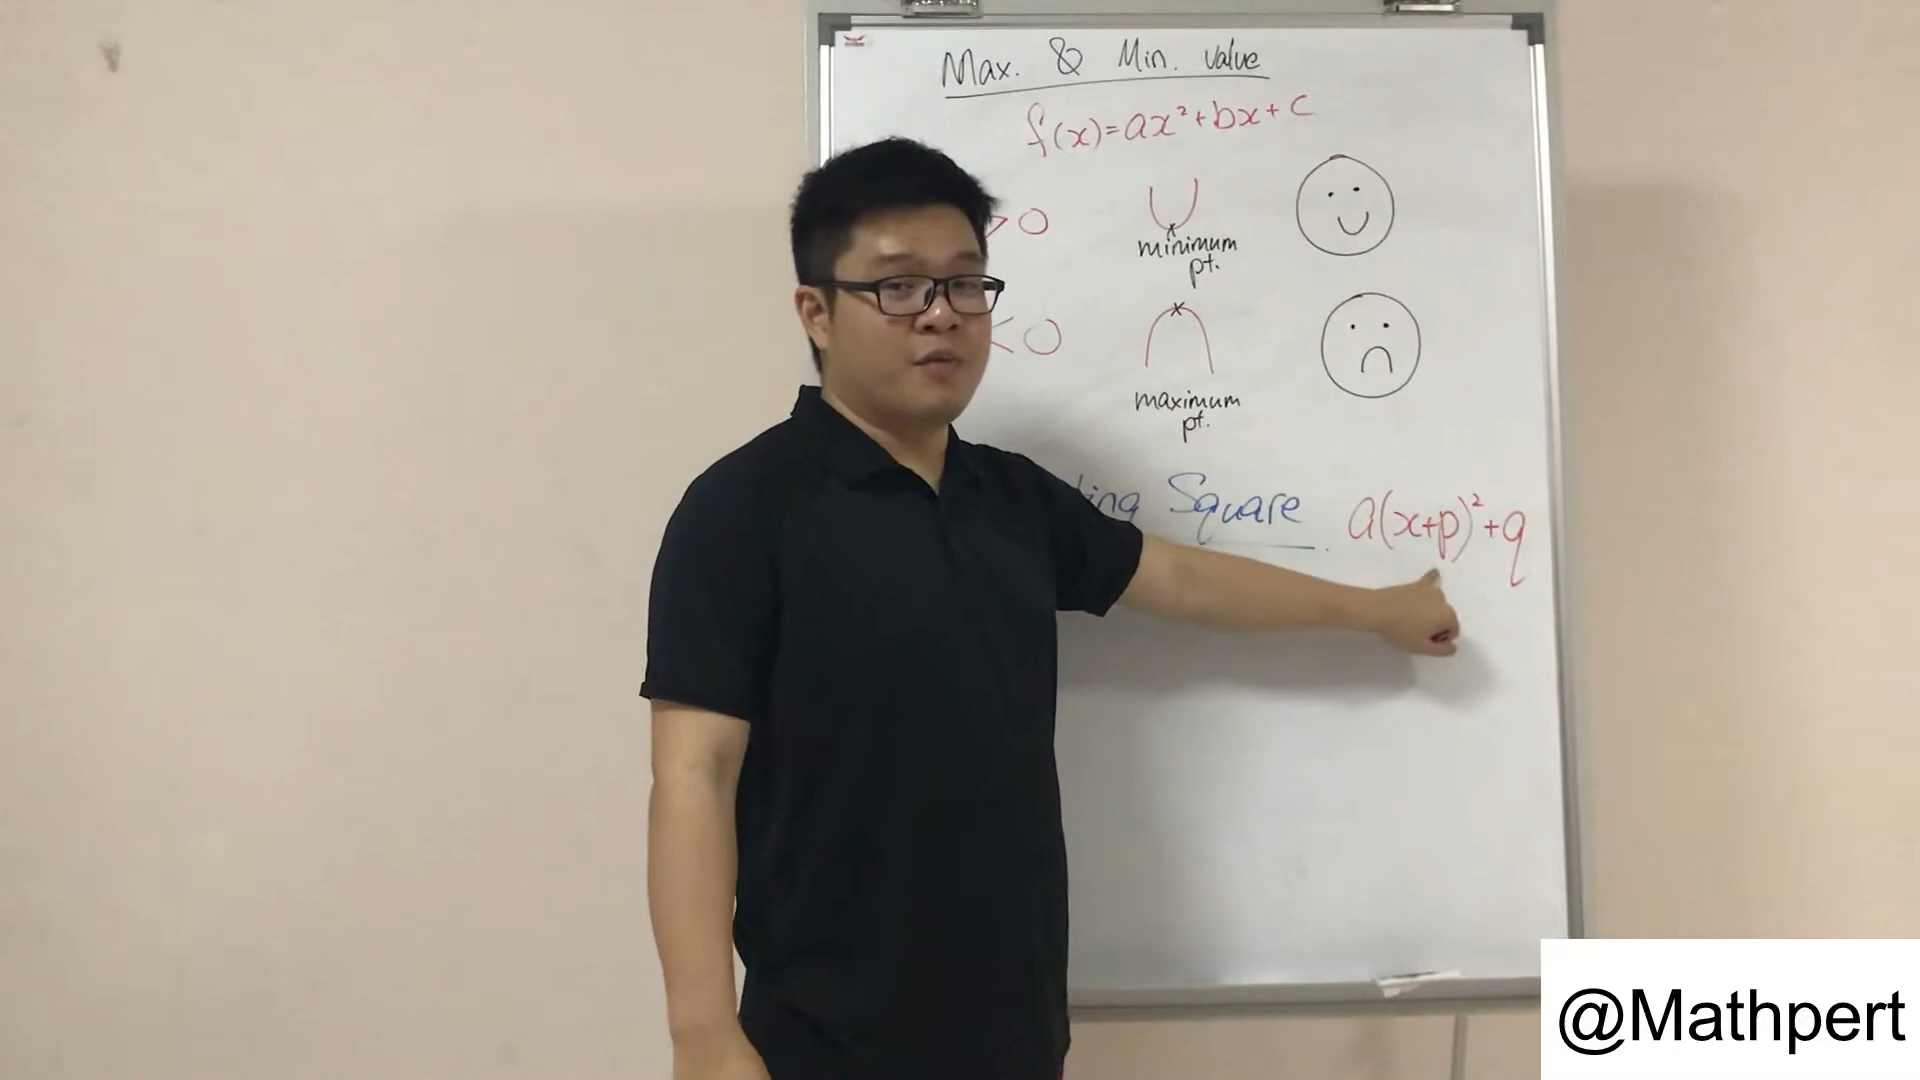 Max. & Min. value
f(x)=ax²+bx+c
>0
minimum
pt.
<0
maximum
pt.
Square a(x+p)²+q
@Mathpert